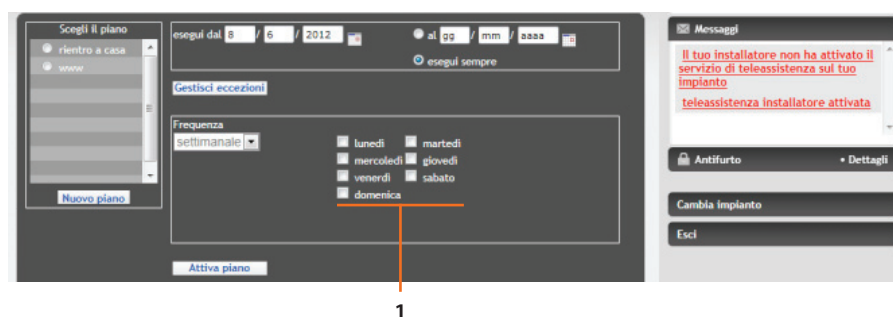 Scegli il piano
rientro a casa
www
Nuovo piano
esegui dal 8 / 6 / 2012
al gg / mm / aaaa
esegui sempre
Gestisci eccezioni
Frequenza
settimanale
lunedì martedì
mercoledì giovedì
venerdì sabato
domenica
Attiva piano
Messaggi
Il tuo installatore non ha attivato il
servizio di teleassistenza sul tuo
impianto
teleassistenza installatore attivata
Antifurto • Dettagli
Cambia impianto
Esci
1